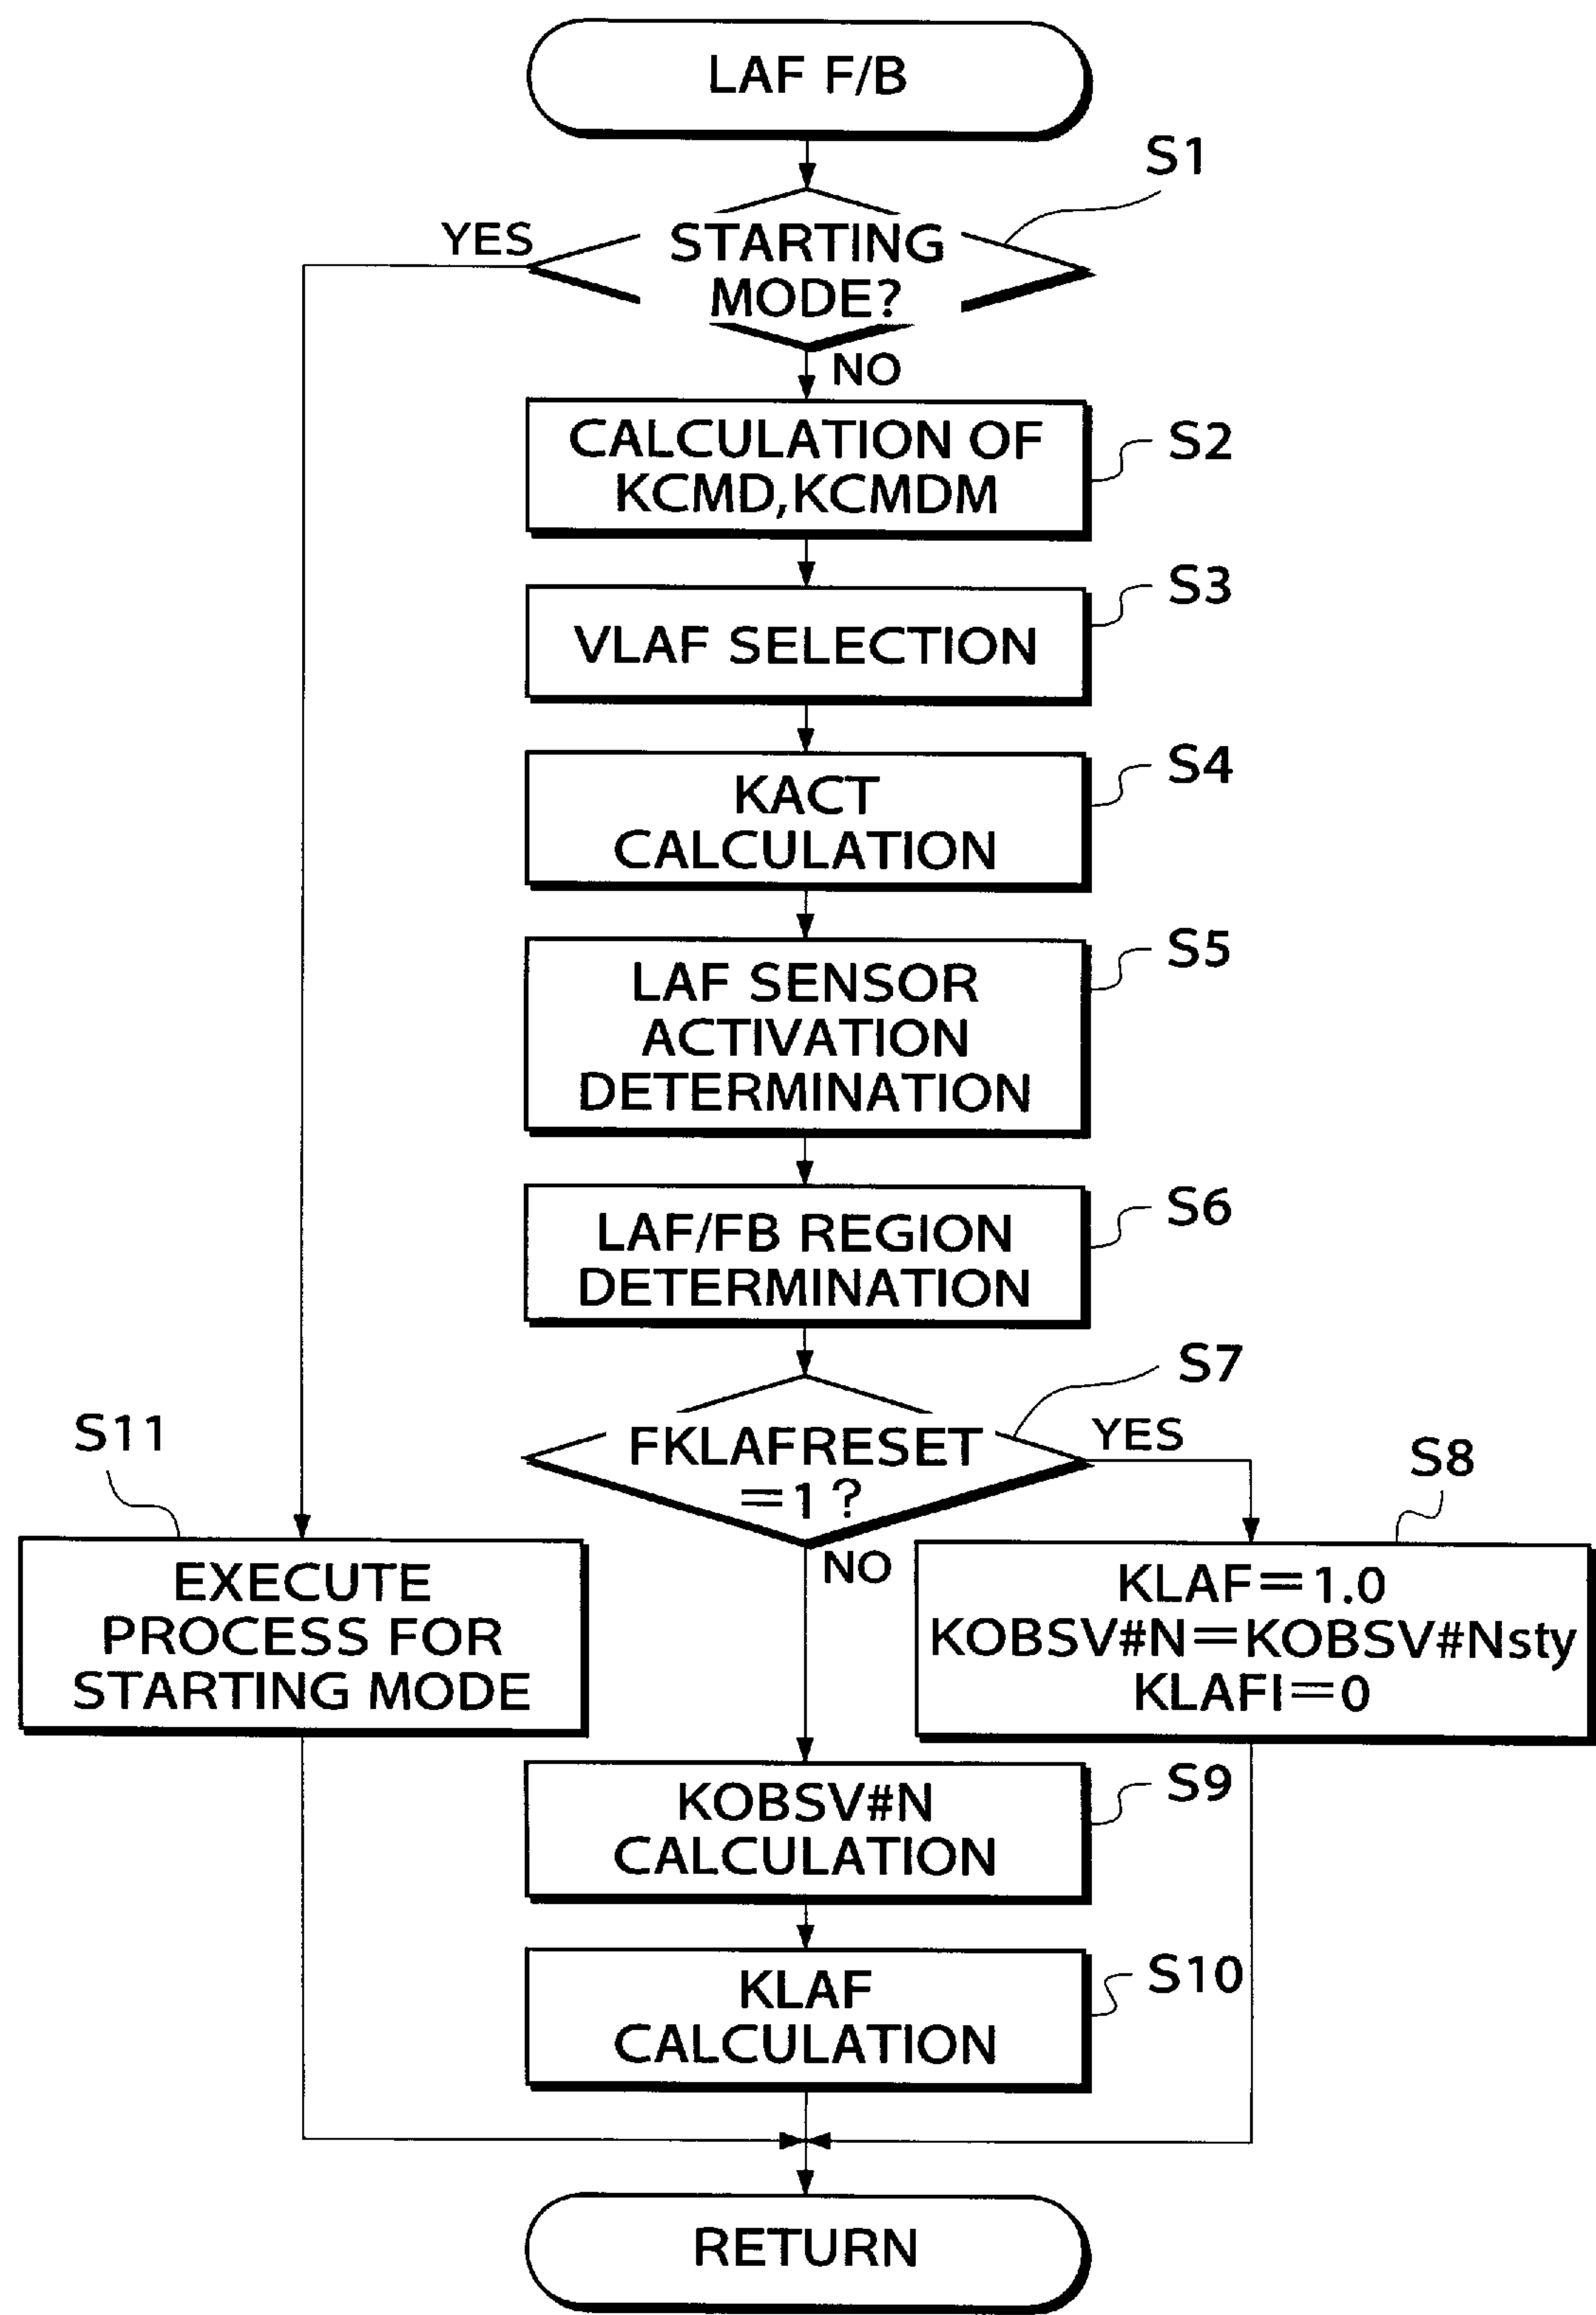 LAF F/B
S1
YES
STARTING
MODE?
NO
CALCULATION OF
KCMD,KCMDM
S2
VLAF SELECTION
S3
KACT
CALCULATION
S4
LAF SENSOR
ACTIVATION
DETERMINATION
S5
LAF/FB REGION
DETERMINATION
S6
S7
FKLAFRESET
=1?
YES
NO
S8
KLAF=1.0
KOBSV#N=KOBSV#Nsty
KLAFI=0
S11
EXECUTE
PROCESS FOR
STARTING MODE
KOBSV#N
CALCULATION
S9
KLAF
CALCULATION
S10
RETURN